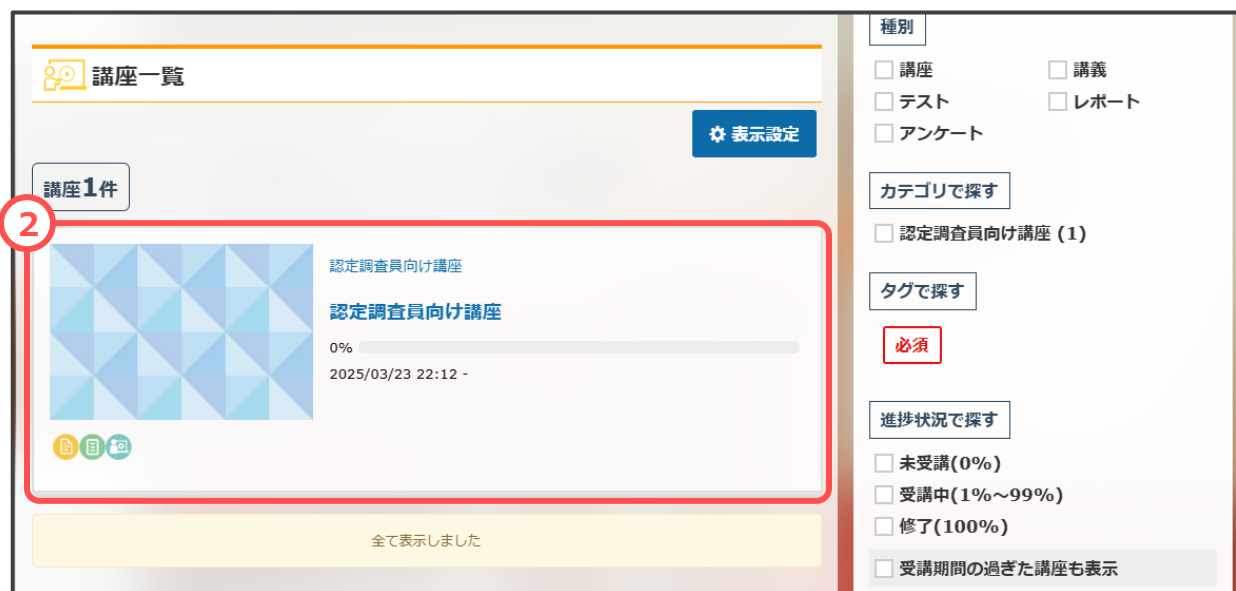 講座一覧
表示設定
講座1件
2
認定調査員向け講座
認定調査員向け講座
0%
2025/03/23 22:12 -
全て表示しました
種別
講座
講義
テスト
レポート
アンケート
カテゴリで探す
認定調査員向け講座 (1)
タグで探す
必須
進捗状況で探す
未受講(0%)
受講中(1%～99%)
修了(100%)
受講期間の過ぎた講座も表示